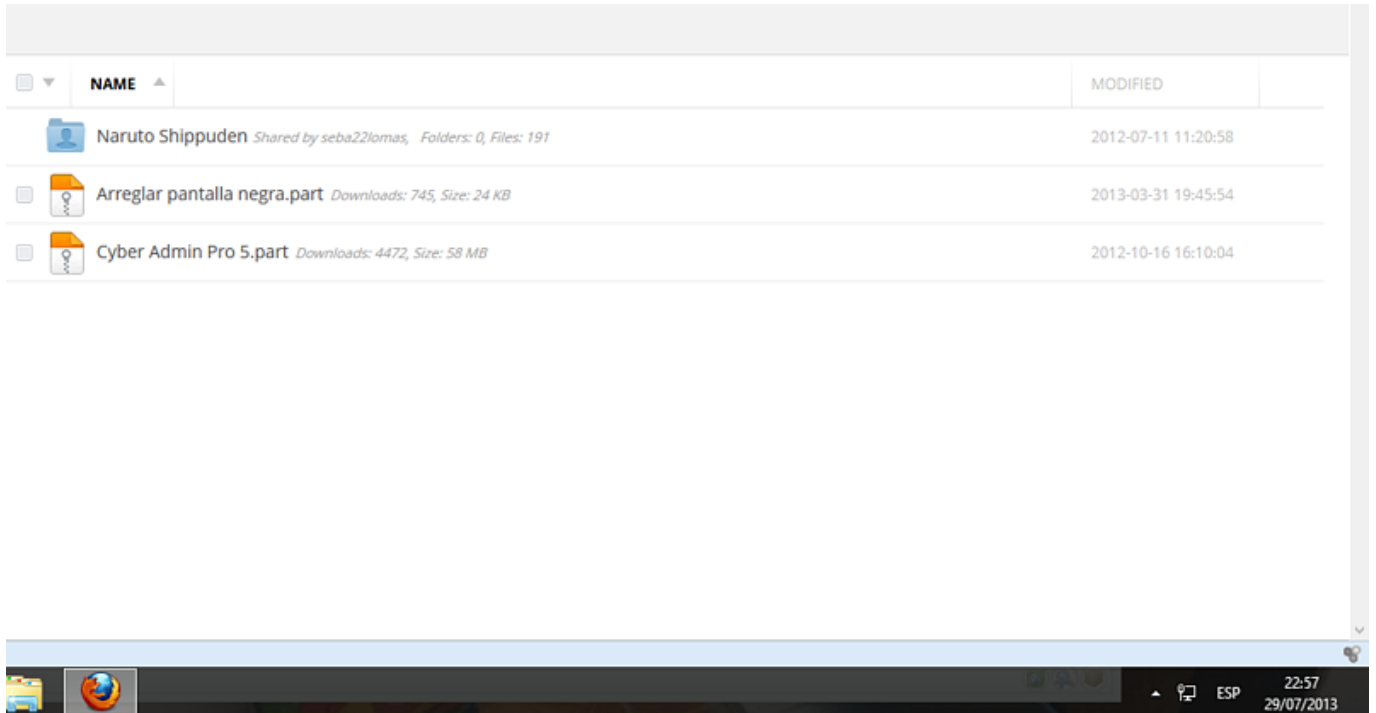 NAME MODIFIED
Naruto Shippuden Shared by seba22lomas, Folders: 0, Files: 191 2012-07-11 11:20:58
Arreglar pantalla negra.part Downloads: 745, Size: 24 KB 2013-03-31 19:45:54
Cyber Admin Pro 5.part Downloads: 4472, Size: 58 MB 2012-10-16 16:10:04
ESP 22:57
29/07/2013